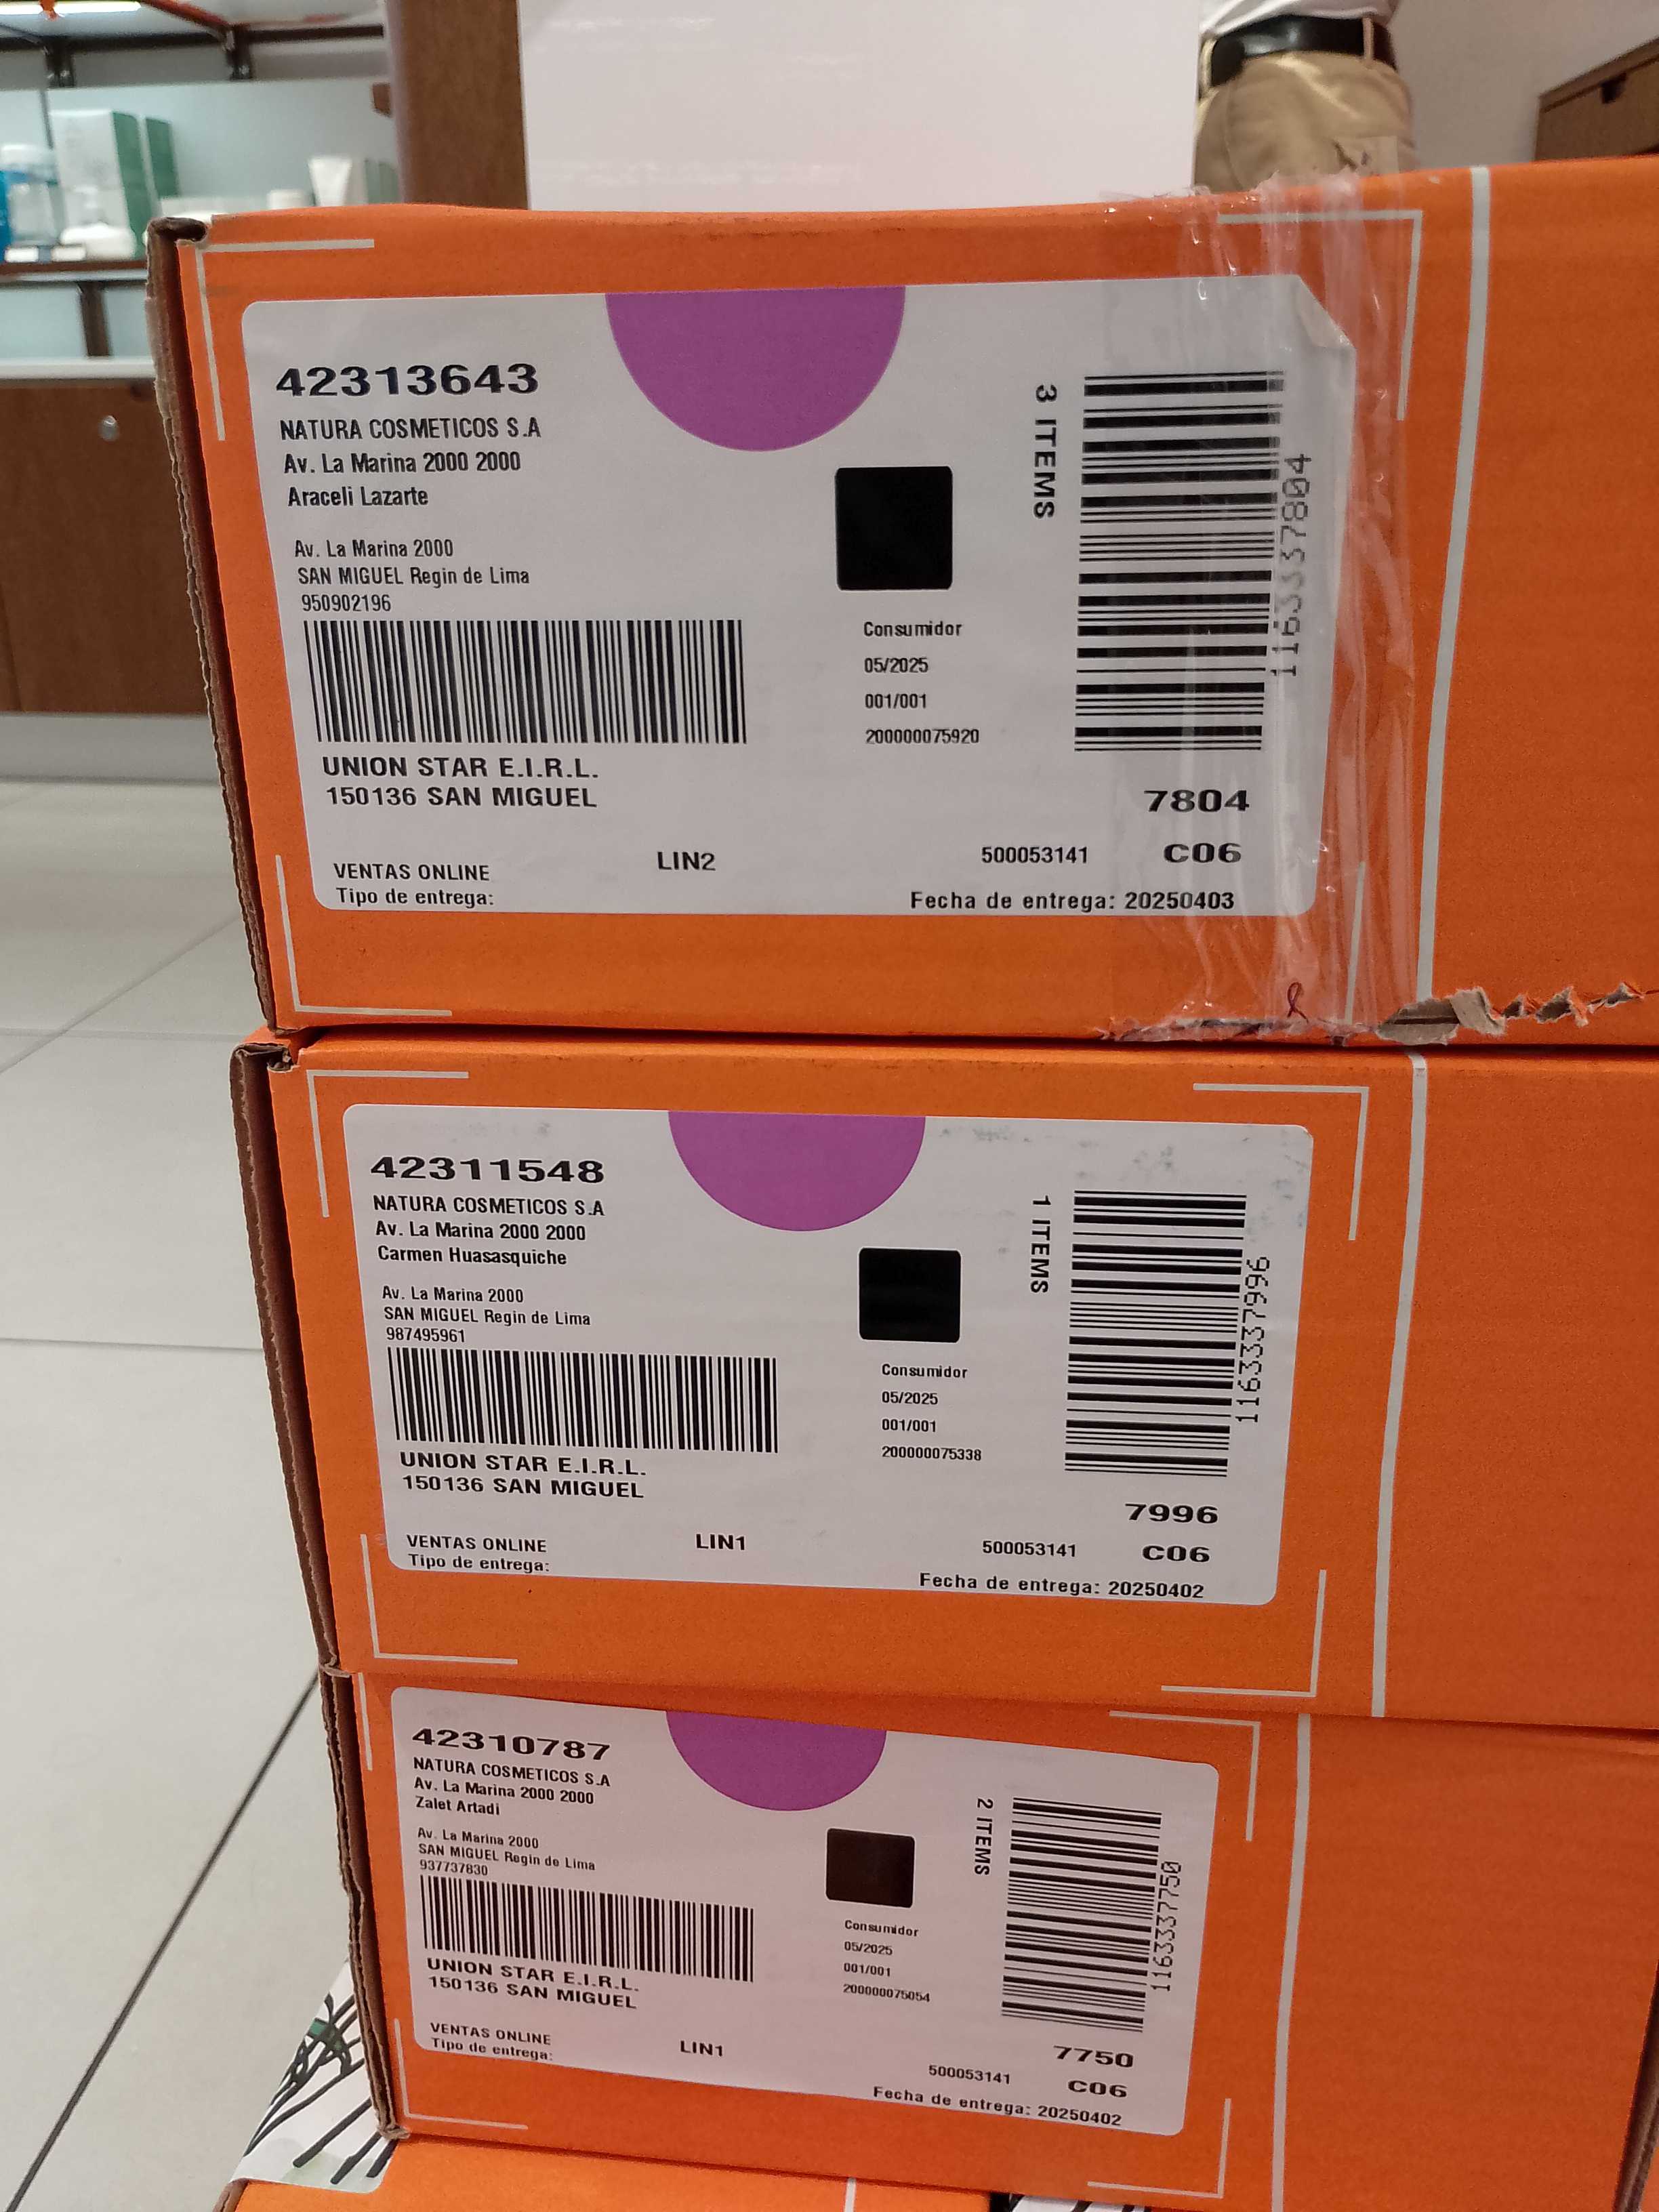 42313643
NATURA COSMETICOS S.A
Av. La Marina 2000 2000
Araceli Lazarte
Av. La Marina 2000
SAN MIGUEL Regin de Lima
950902196
UNION STAR E.I.R.L.
150136 SAN MIGUEL
VENTAS ONLINE
Tipo de entrega:
LIN2
Consumidor
05/2025
001/001
200000075920
3 ITEMS
1163337804
7804
500053141
C06
Fecha de entrega: 20250403
42311548
NATURA COSMETICOS S.A
Av. La Marina 2000 2000
Carmen Huasasquiche
Av. La Marina 2000
SAN MIGUEL Regin de Lima
987495961
UNION STAR E.I.R.L.
150136 SAN MIGUEL
VENTAS ONLINE
Tipo de entrega:
LIN1
Consumidor
05/2025
001/001
200000075338
1 ITEMS
1163337996
7996
500053141
C06
Fecha de entrega: 20250402
42310787
NATURA COSMETICOS S.A
Av. La Marina 2000 2000
Zalet Artadi
Av. La Marina 2000
SAN MIGUEL Regin de Lima
937737830
UNION STAR E.I.R.L.
150136 SAN MIGUEL
VENTAS ONLINE
Tipo de entrega:
LIN1
Consumidor
05/2025
001/001
200000075054
2 ITEMS
1163337750
7750
500053141
C06
Fecha de entrega: 20250402